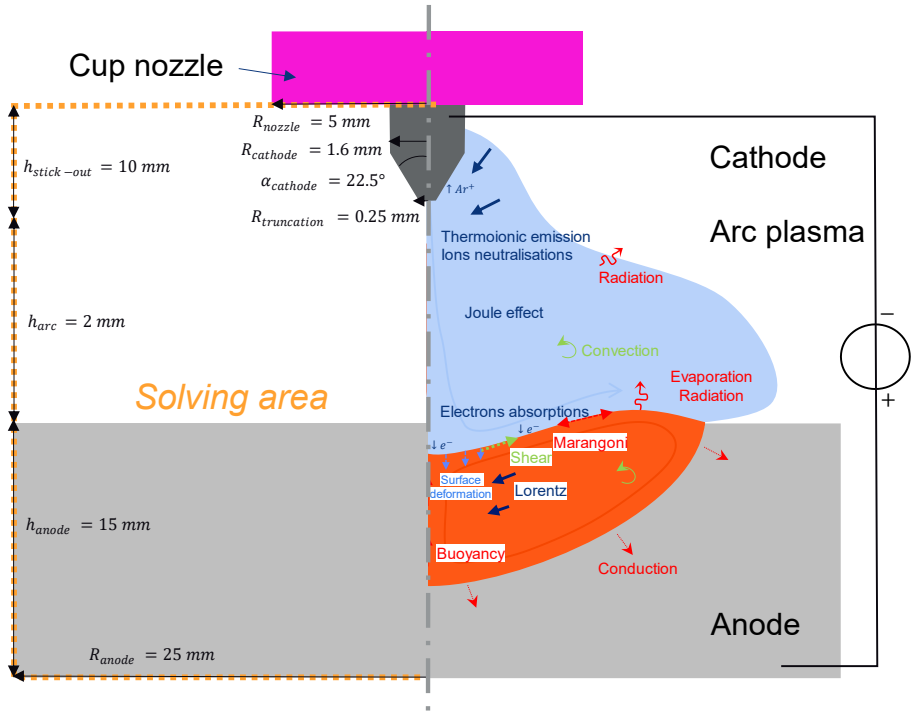 Cup nozzle
R_nozzle = 5 mm
h_stick-out = 10 mm
R_cathode = 1.6 mm
α_cathode = 22.5°
R_truncation = 0.25 mm
↑ Ar⁺
Cathode
Arc plasma
Thermoionic emission
Ions neutralisations
Radiation
h_arc = 2 mm
Joule effect
−
Convection
+
Solving area
Evaporation
Radiation
Electrons absorptions
↓ e⁻
↓ e⁻
Marangoni
Shear
Surface
deformation
Lorentz
h_anode = 15 mm
Buoyancy
Conduction
Anode
R_anode = 25 mm